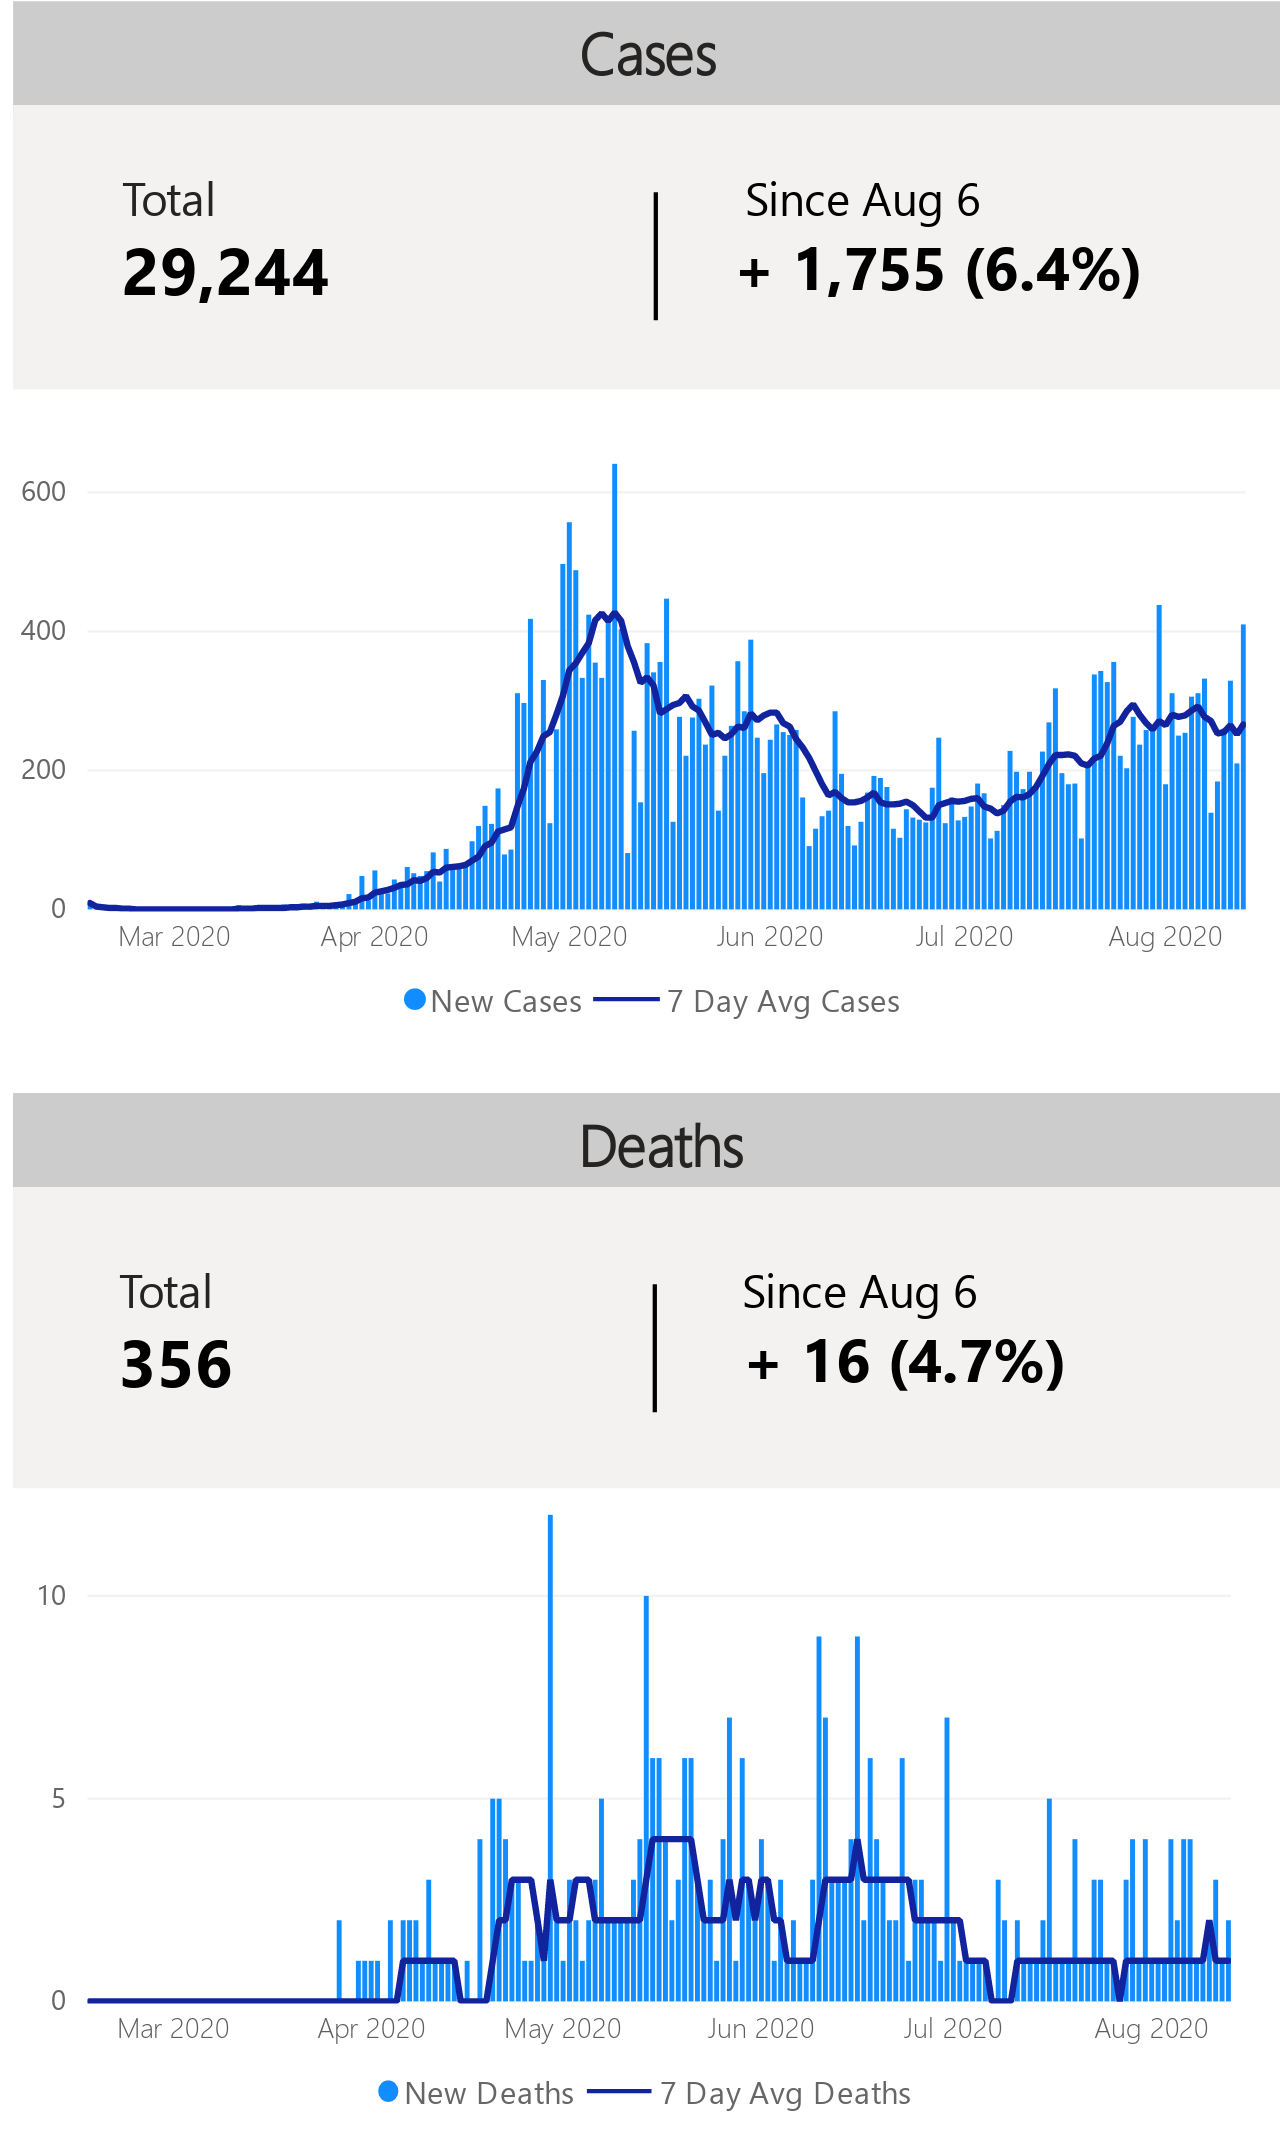 Cases
Total
Since Aug 6
29,244
+ 1,755 (6.4%)
600
400
200
0
Mar 2020
Apr 2020
May 2020
Jun 2020
Jul 2020
Aug 2020
New Cases
7 Day Avg Cases
Deaths
Total
Since Aug 6
356
+ 16 (4.7%)
10
5
0
Mar 2020
Apr 2020
May 2020
Jun 2020
Jul 2020
Aug 2020
New Deaths
7 Day Avg Deaths